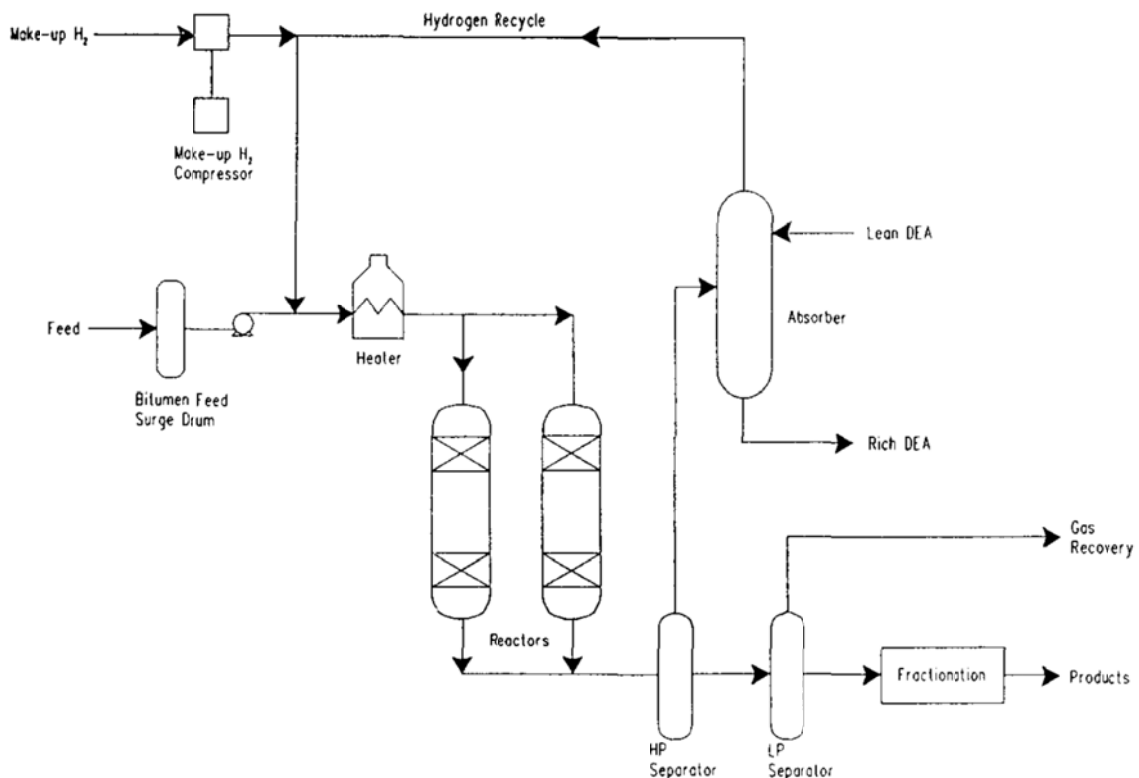 Hydrogen Recycle
Make-up H₂
Make-up H₂
Compressor
Lean DEA
Absorber
Feed
Heater
Bitumen Feed
Surge Drum
Rich DEA
Gas
Recovery
Reactors
Fractionation
Products
HP
Separator
LP
Separator